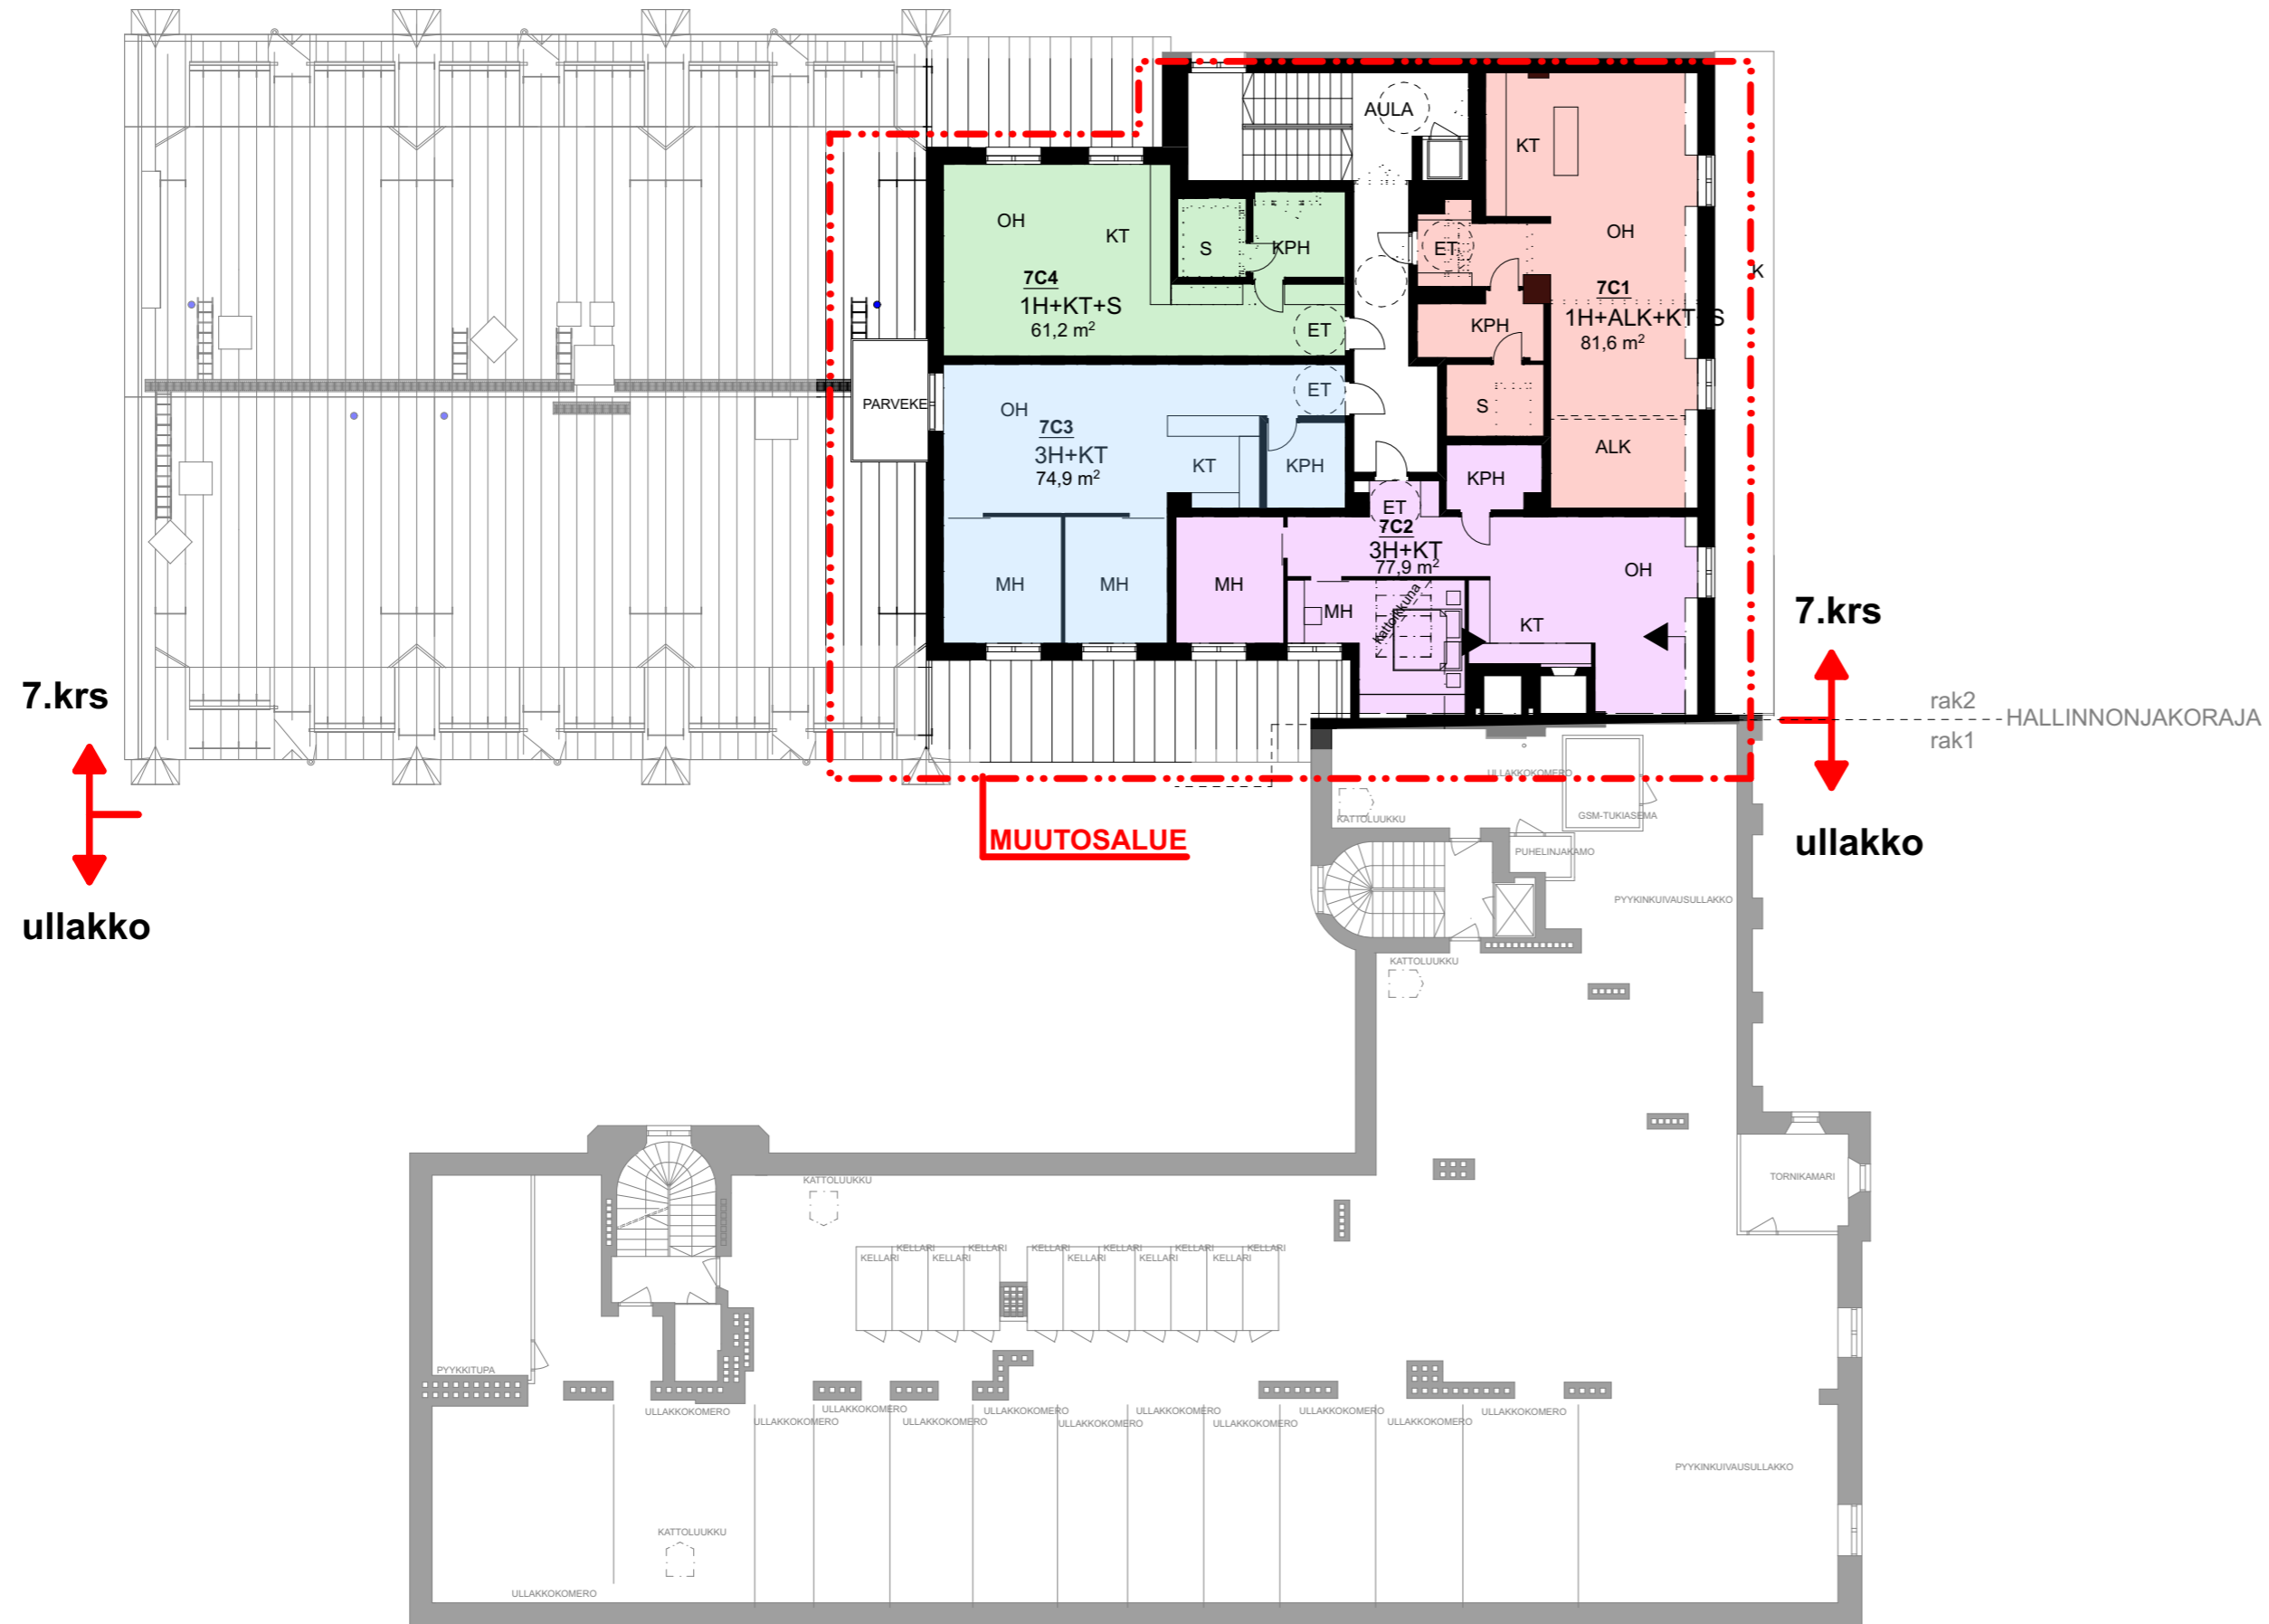 AULA
KT
OH
KT
OH
S
KPH
ET
K
7C4
1H+KT+S
61,2 m²
7C1
1H+ALK+KT+S
81,6 m²
ET
KPH
ET
PARVEKE
OH
7C3
3H+KT
74,9 m²
S
ALK
KT
KPH
KPH
ET
7C2
3H+KT
77,9 m²
OH
MH
MH
MH
MH
Kattoikkuna
KT
7.krs
7.krs
rak2
HALLINNONJAKORAJA
rak1
ULLAKKOKOMERO
GSM-TUKIASEMA
KATTOLUUKKU
MUUTOSALUE
ullakko
PUHELINJAKAMO
PYYKINKUIVAUSULLAKKO
ullakko
KATTOLUUKKU
TORNIKAMARI
KATTOLUUKKU
KELLARI
KELLARI
KELLARI
KELLARI
KELLARI
KELLARI
KELLARI
KELLARI
KELLARI
KELLARI
KELLARI
PYYKKITUPA
ULLAKKOKOMERO
ULLAKKOKOMERO
ULLAKKOKOMERO
ULLAKKOKOMERO
ULLAKKOKOMERO
ULLAKKOKOMERO
ULLAKKOKOMERO
ULLAKKOKOMERO
ULLAKKOKOMERO
ULLAKKOKOMERO
ULLAKKOKOMERO
PYYKINKUIVAUSULLAKKO
KATTOLUUKKU
ULLAKKOKOMERO